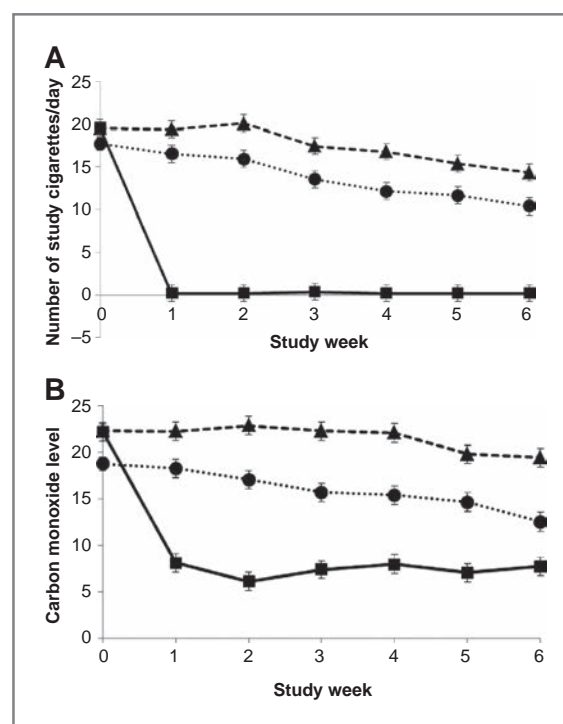 A
25
20
15
10
5
0
–5
0 1 2 3 4 5 6
Number of study cigarettes/day
Study week
B
25
20
15
10
5
0
0 1 2 3 4 5 6
Carbon monoxide level
Study week